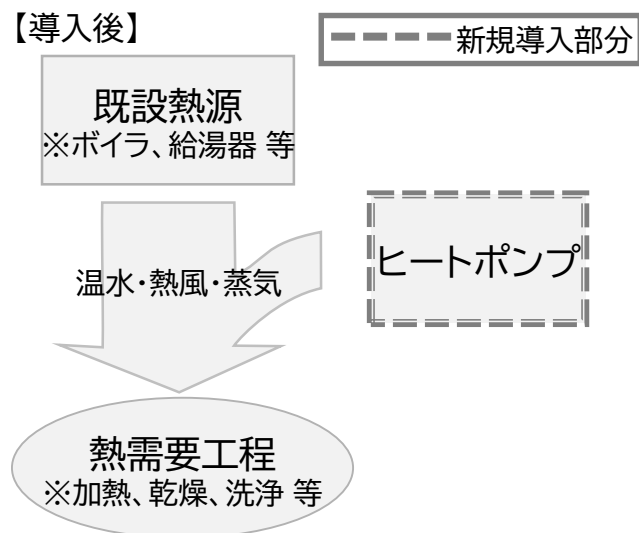 【導入後】
新規導入部分
既設熱源
※ボイラ、給湯器 等
ヒートポンプ
温水・熱風・蒸気
熱需要工程
※加熱、乾燥、洗浄 等